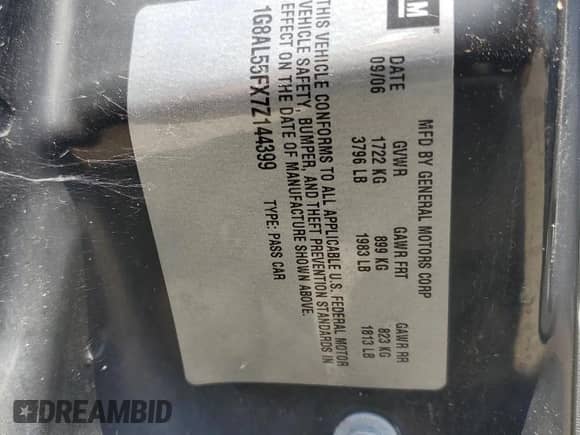 GM
MFD BY GENERAL MOTORS CORP
DATE GVWR GAWR FRT GAWR RR
09/06 1722 KG 899 KG 823 KG
3796 LB 1983 LB 1813 LB
THIS VEHICLE CONFORMS TO ALL APPLICABLE U.S. FEDERAL MOTOR
VEHICLE SAFETY, BUMPER, AND THEFT PREVENTION STANDARDS IN
EFFECT ON THE DATE OF MANUFACTURE SHOWN ABOVE.
1G8AL55FX7Z144399 TYPE: PASS CAR
DREAMBID